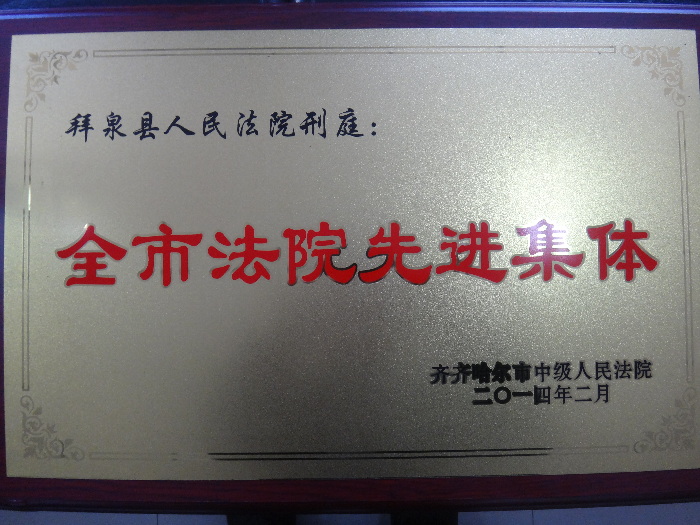 拜泉县人民法院刑庭：
全市法院先进集体
齐齐哈尔市中级人民法院
二〇一四年二月